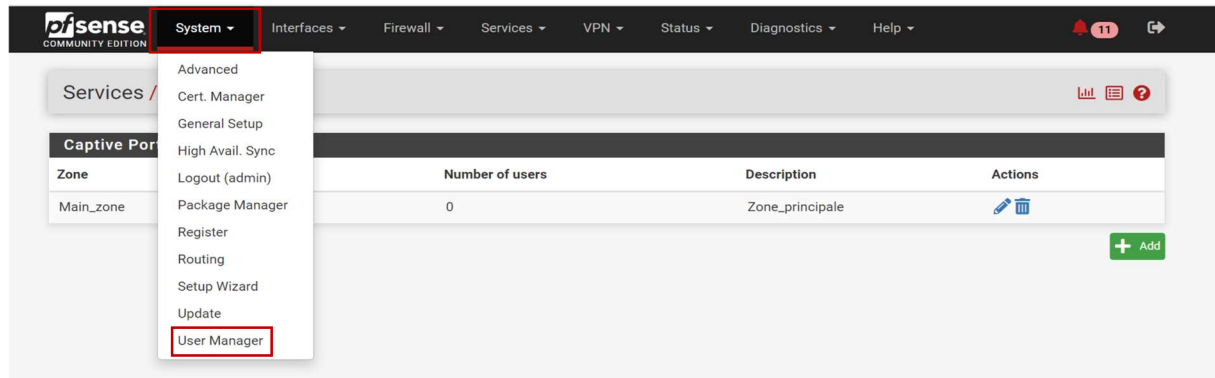 pfsense System Interfaces Firewall Services VPN Status Diagnostics Help 11
COMMUNITY EDITION
Advanced
Services / Cert. Manager
General Setup
Captive Por High Avail. Sync
Zone Logout (admin) Number of users Description Actions
Main_zone Package Manager 0 Zone_principale
Register
Routing + Add
Setup Wizard
Update
User Manager